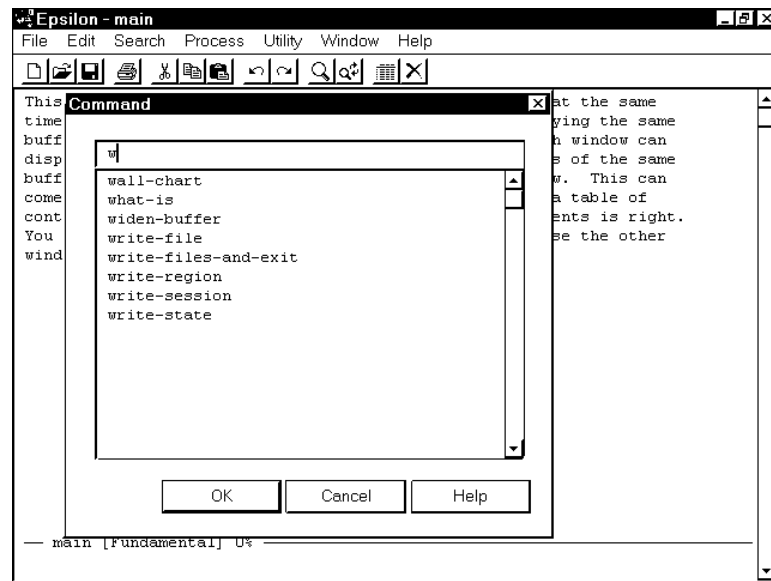 Epsilon - main
File Edit Search Process Utility Window Help
This
time
buff
disp
buff
come
cont
You
wind
Command
w
wall-chart
what-is
widen-buffer
write-file
write-files-and-exit
write-region
write-session
write-state
OK Cancel Help
at the same
ying the same
h window can
s of the same
w. This can
a table of
ents is right.
se the other
main [Fundamental] 0%